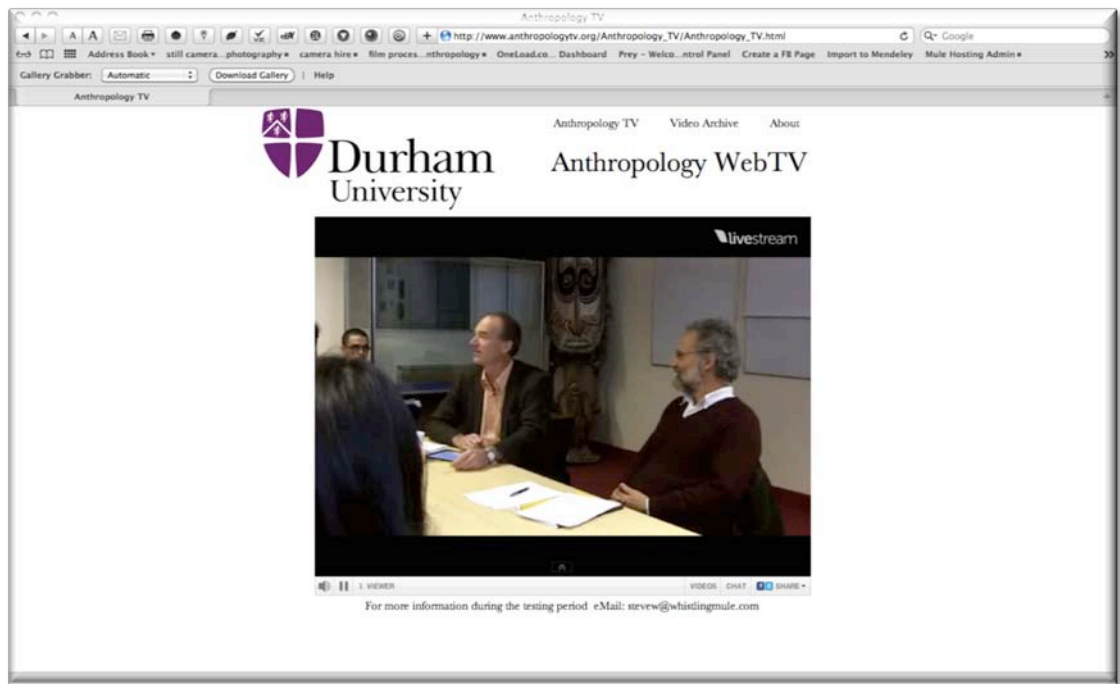 Anthropology TV
A A + http://www.anthropologytv.org/Anthropology_TV/Anthropology_TV.html Q- Google
Address Book still camera...photography camera hire film proces...nthropology OneLoad.co... Dashboard Prey – Welco...ntrol Panel Create a FB Page Import to Mendeley Mule Hosting Admin
Gallery Grabber: Automatic Download Gallery | Help
Anthropology TV
Anthropology TV Video Archive About
Durham
University
Anthropology WebTV
livestream
1 VIEWER VIDEOS CHAT SHARE
For more information during the testing period eMail: stevew@whistlingmule.com